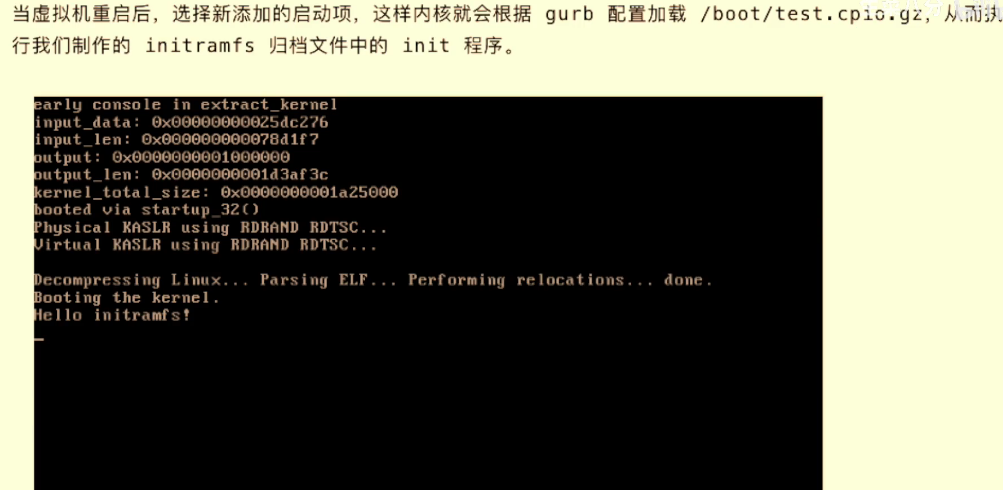 当虚拟机重启后，选择新添加的启动项，这样内核就会根据 gurb 配置加载 /boot/test.cpio.gz，从而执
行我们制作的 initramfs 归档文件中的 init 程序。
early console in extract_kernel
input_data: 0x00000000025dc276
input_len: 0x000000000078d1f7
output: 0x0000000001000000
output_len: 0x0000000001d3af3c
kernel_total_size: 0x0000000001a25000
booted via startup_32()
Physical KASLR using RDRAND RDTSC...
Virtual KASLR using RDRAND RDTSC...
Decompressing Linux... Parsing ELF... Performing relocations... done.
Booting the kernel.
Hello initramfs!